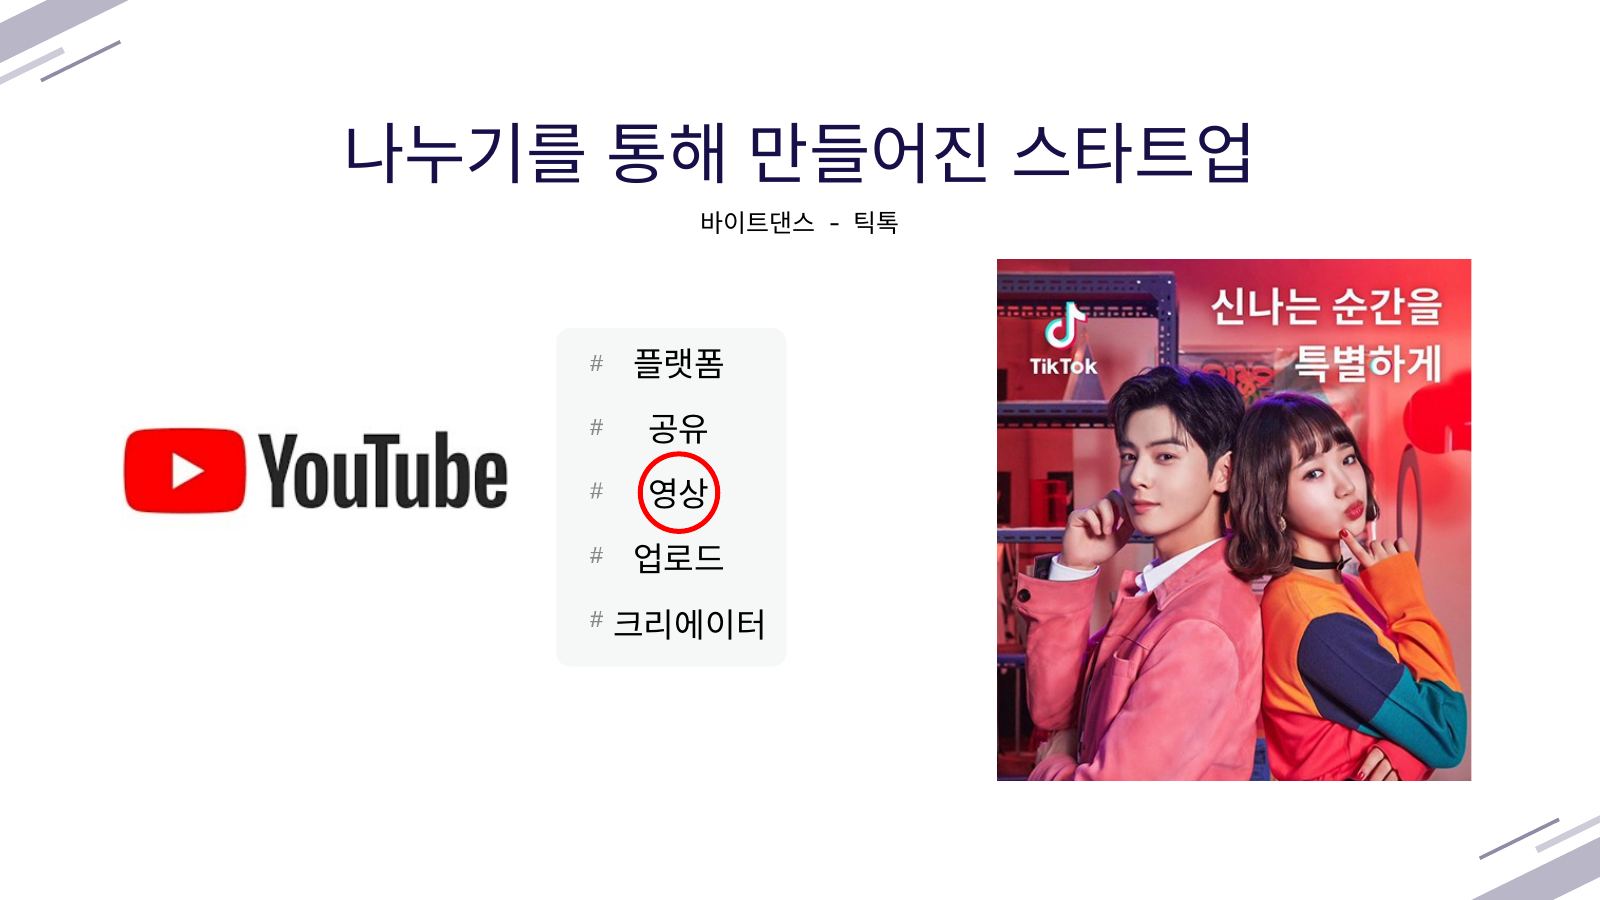 나누기를 통해 만들어진 스타트업
바이트댄스 - 틱톡
YouTube
# 플랫폼
# 공유
# 영상
# 업로드
# 크리에이터
TikTok
신나는 순간을
특별하게